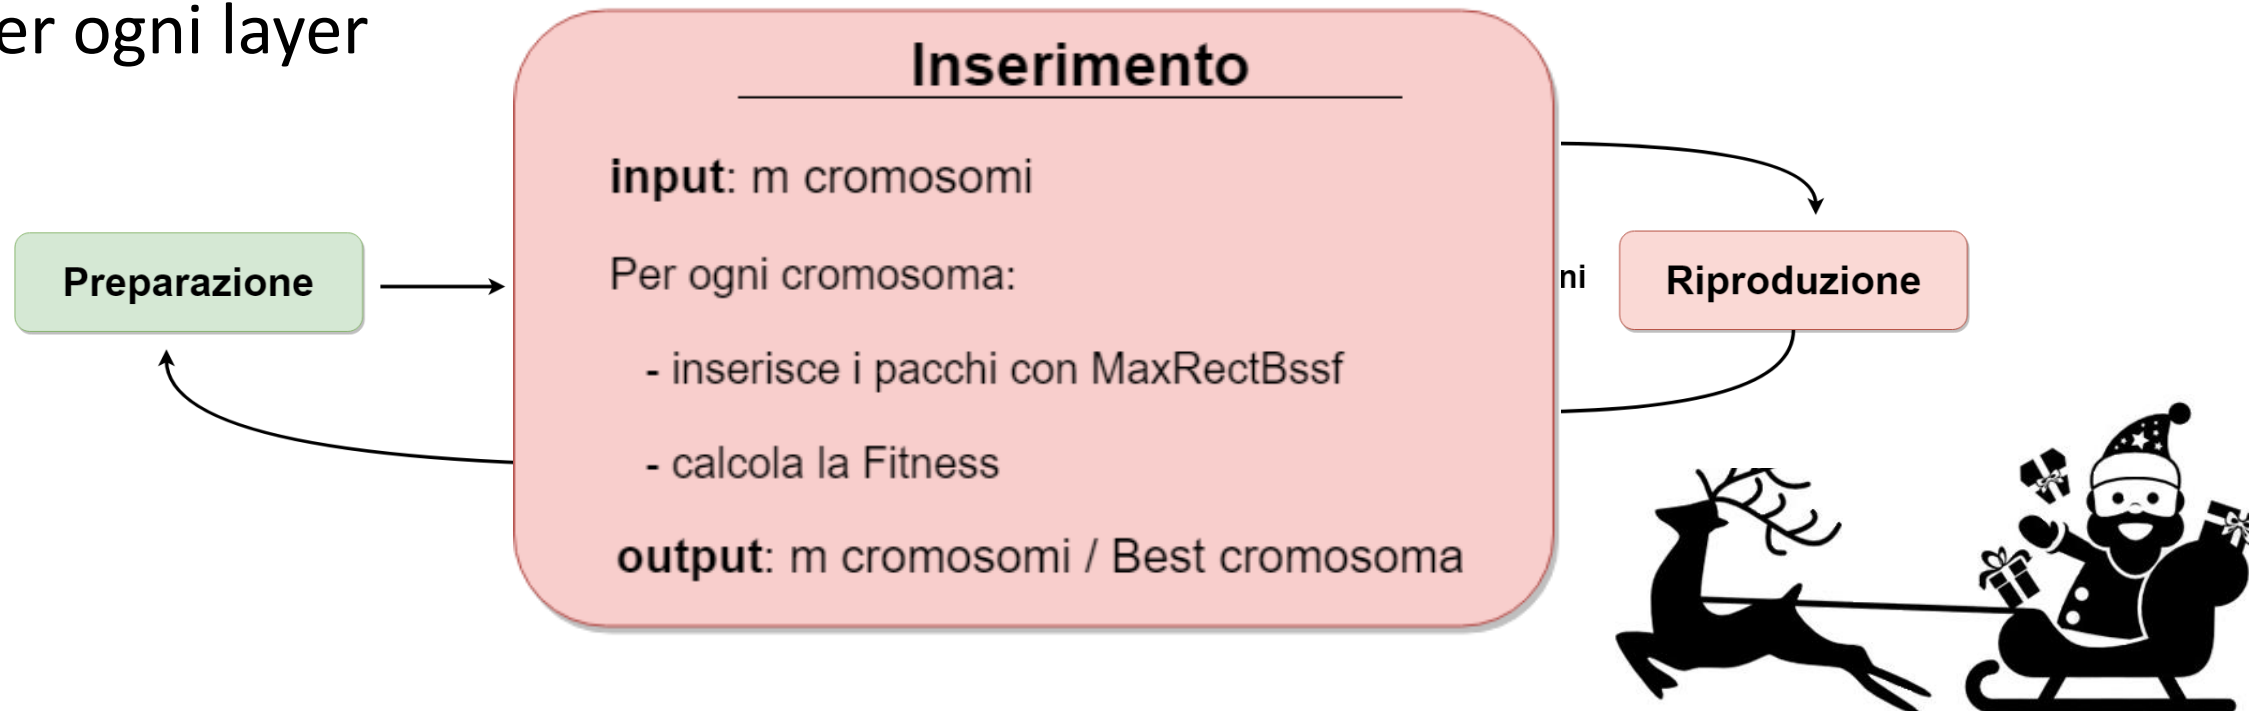 er ogni layer
Inserimento
input: m cromosomi
Per ogni cromosoma:
- inserisce i pacchi con MaxRectBssf
- calcola la Fitness
output: m cromosomi / Best cromosoma
Preparazione
ni
Riproduzione